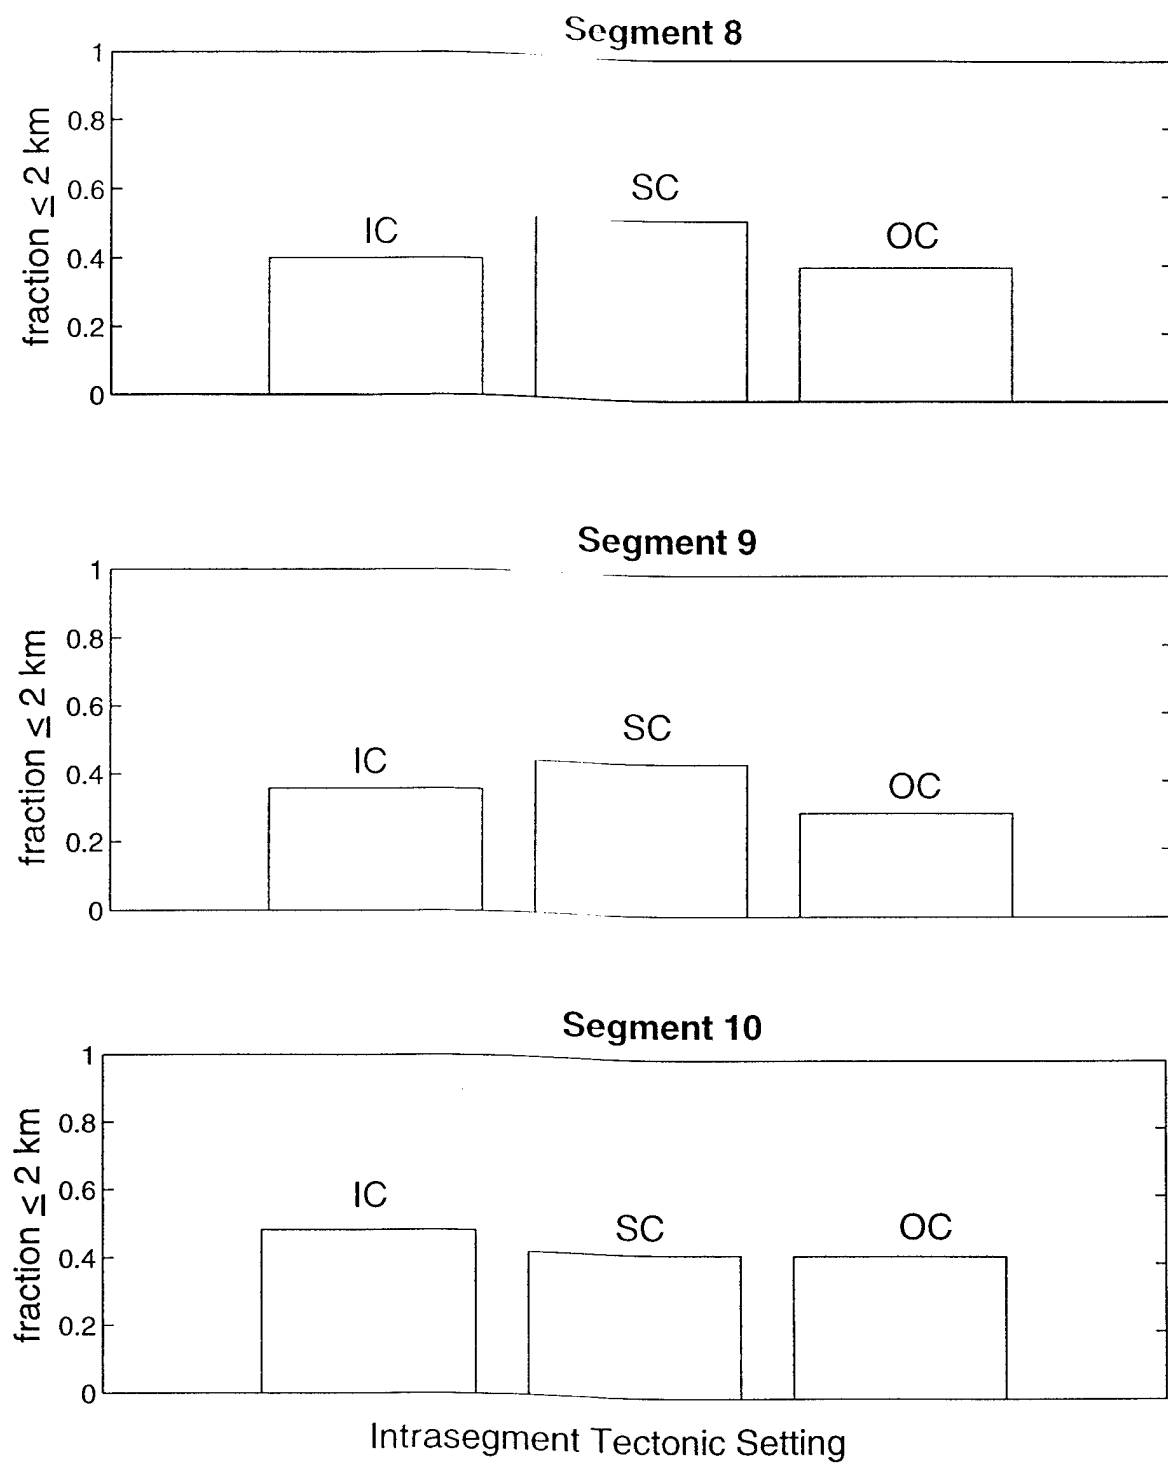 Segment 8
fraction ≤ 2 km
1
0.8
0.6
0.4
0.2
0
IC
SC
OC
Segment 9
fraction ≤ 2 km
1
0.8
0.6
0.4
0.2
0
IC
SC
OC
Segment 10
fraction ≤ 2 km
1
0.8
0.6
0.4
0.2
0
IC
SC
OC
Intrasegment Tectonic Setting